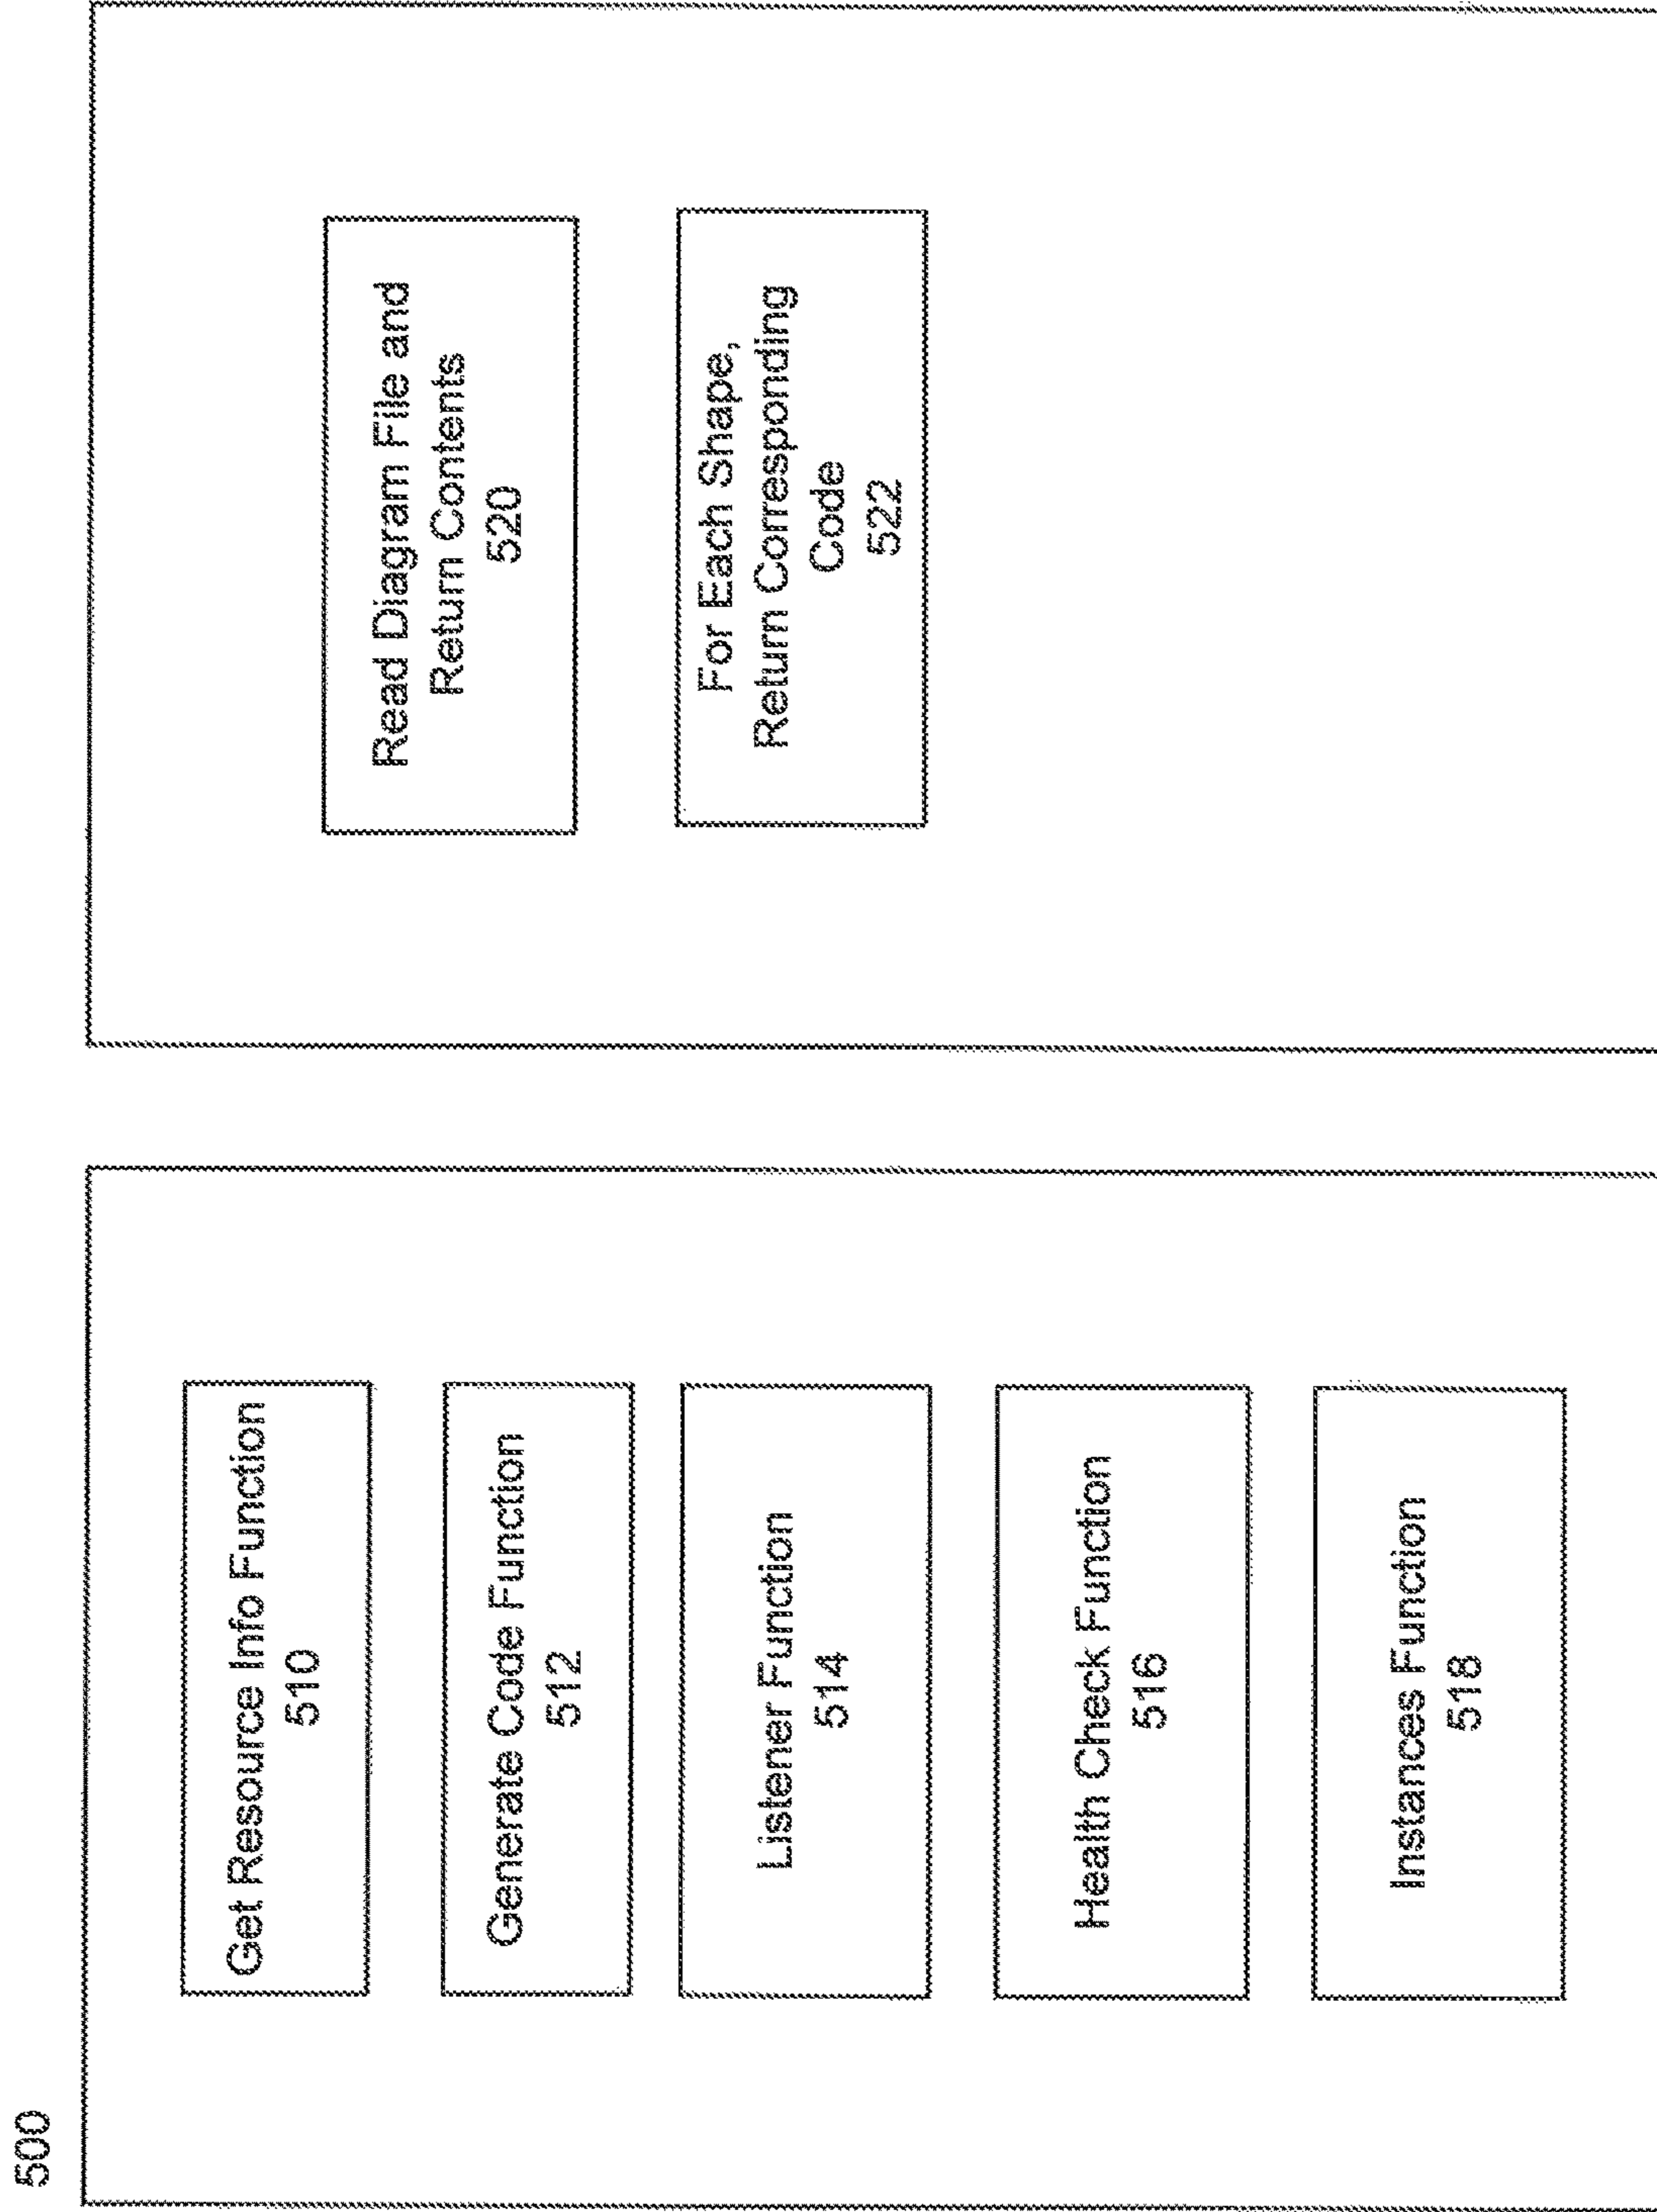 500
Get Resource Info Function
510
Generate Code Function
512
Listener Function
514
Health Check Function
516
Instances Function
518
Read Diagram File and
Return Contents
520
For Each Shape,
Return Corresponding
Code
522